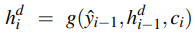 h_i^d = g(ŷ_{i−1}, h_{i−1}^d, c_i)